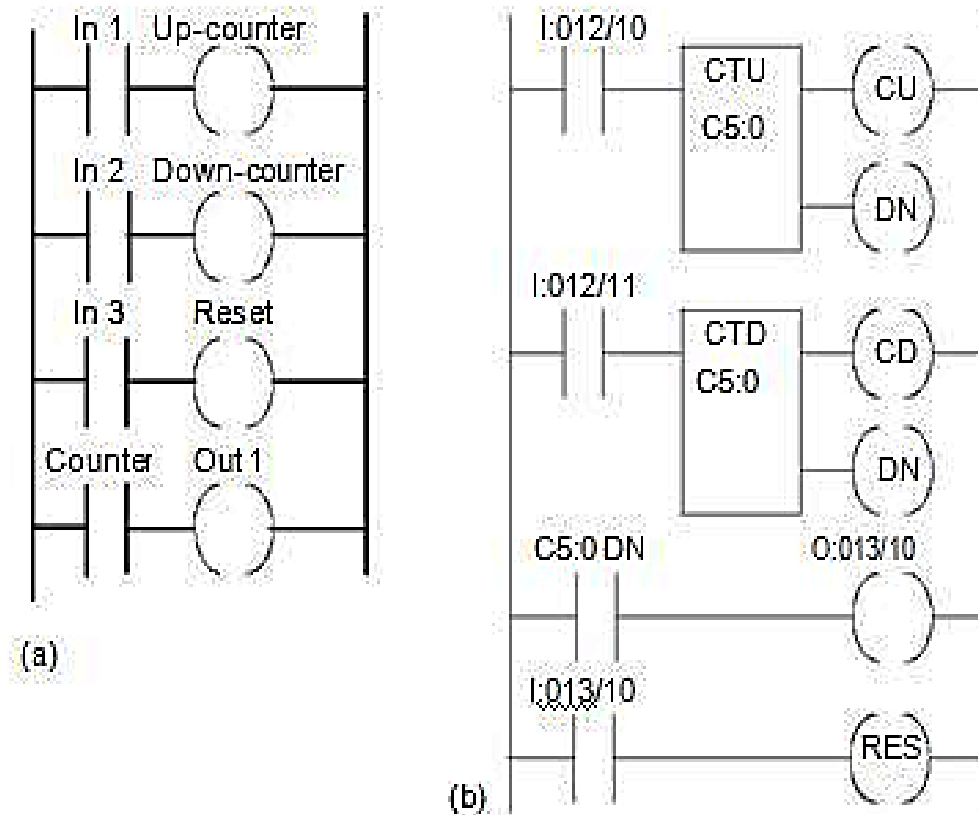 In 1 Up-counter
In 2 Down-counter
In 3 Reset
Counter Out 1
(a)
I:012/10
CTU
C5:0
CU
DN
I:012/11
CTD
C5:0
CD
DN
C5:0 DN O:013/10
I:013/10
RES
(b)